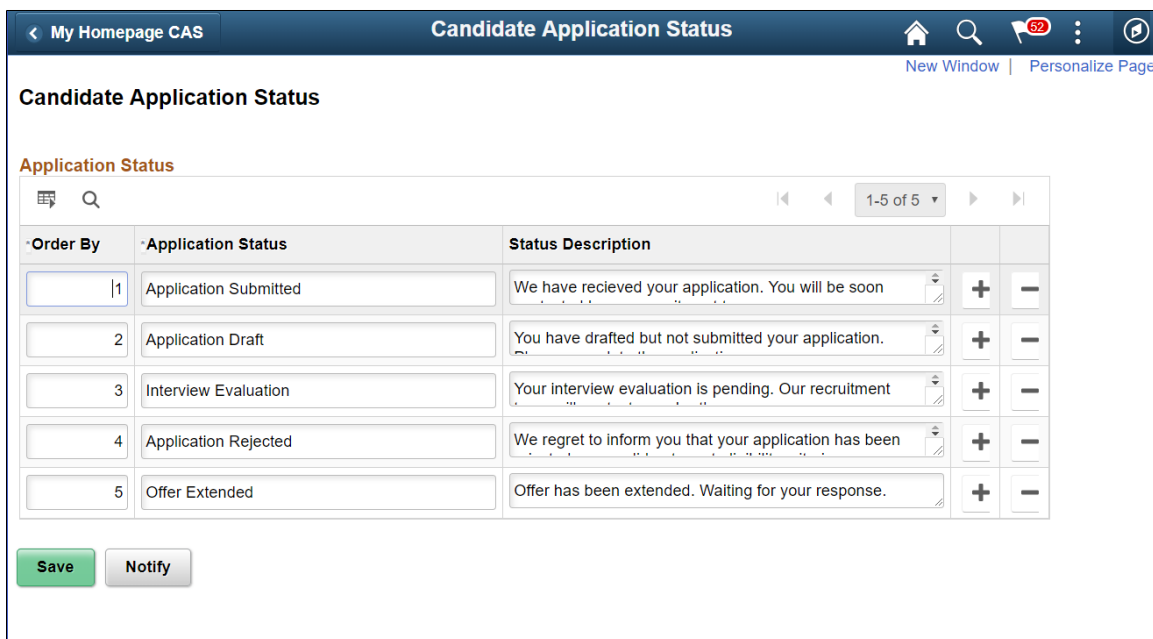 My Homepage CAS
Candidate Application Status
52
New Window | Personalize Page
Candidate Application Status
Application Status
1-5 of 5
*Order By
*Application Status
Status Description
1
Application Submitted
We have recieved your application. You will be soon
2
Application Draft
You have drafted but not submitted your application.
3
Interview Evaluation
Your interview evaluation is pending. Our recruitment
4
Application Rejected
We regret to inform you that your application has been
5
Offer Extended
Offer has been extended. Waiting for your response.
Save
Notify